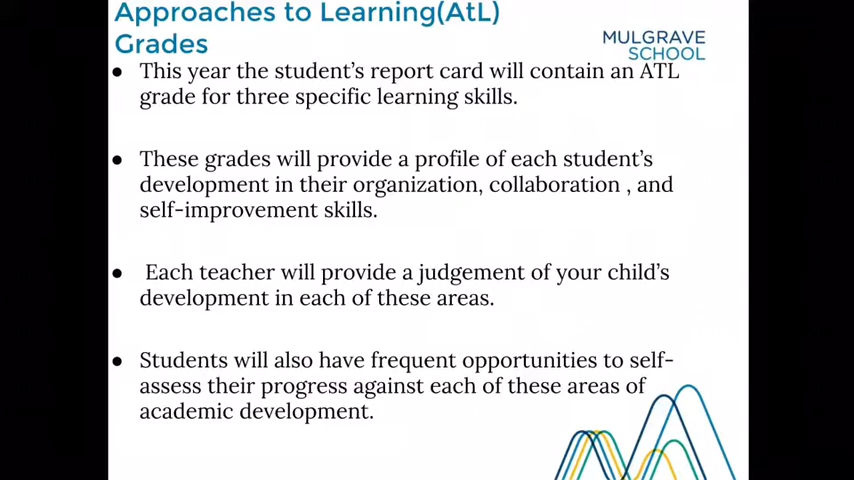 Approaches to Learning(AtL)
Grades
MULGRAVE
SCHOOL
● This year the student's report card will contain an ATL
grade for three specific learning skills.
● These grades will provide a profile of each student's
development in their organization, collaboration , and
self-improvement skills.
● Each teacher will provide a judgement of your child's
development in each of these areas.
● Students will also have frequent opportunities to self-
assess their progress against each of these areas of
academic development.